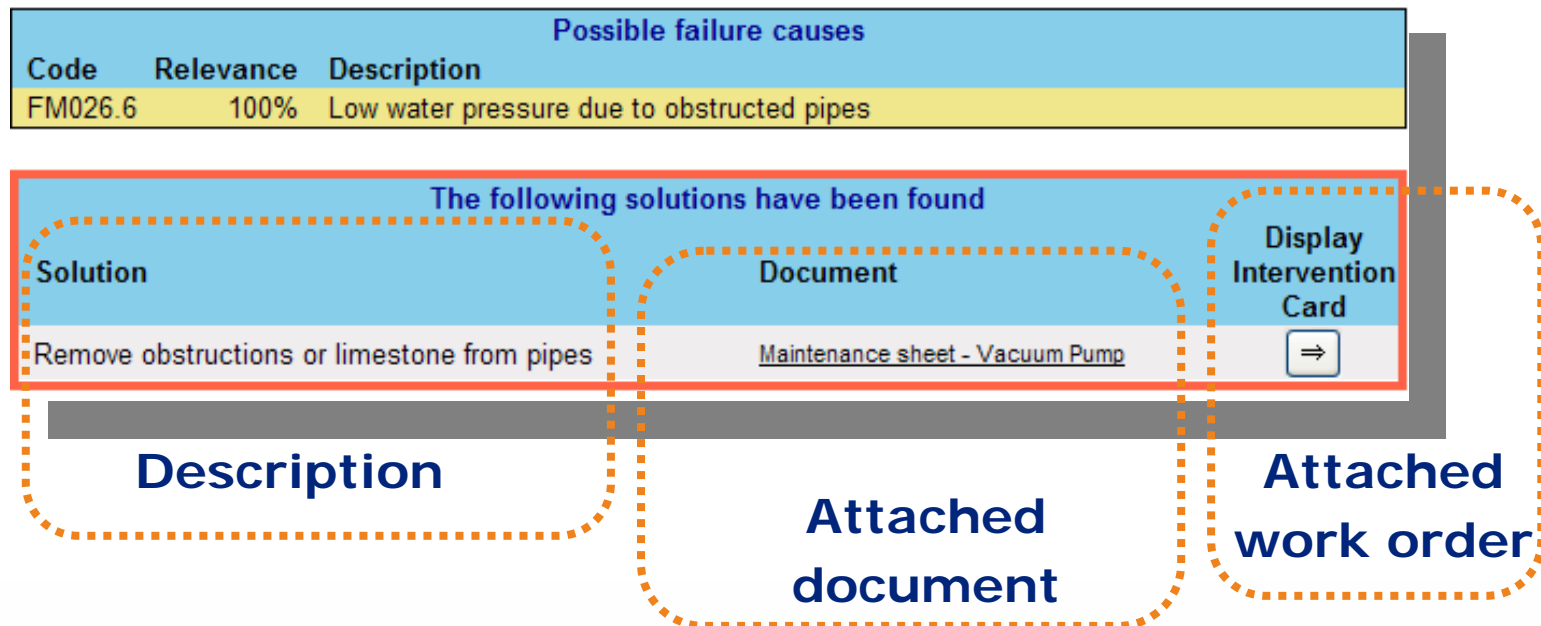 Possible failure causes
Code Relevance Description
FM026.6 100% Low water pressure due to obstructed pipes
The following solutions have been found
Solution Document Display Intervention Card
Remove obstructions or limestone from pipes Maintenance sheet - Vacuum Pump ⇒
Description
Attached
document
Attached
work order